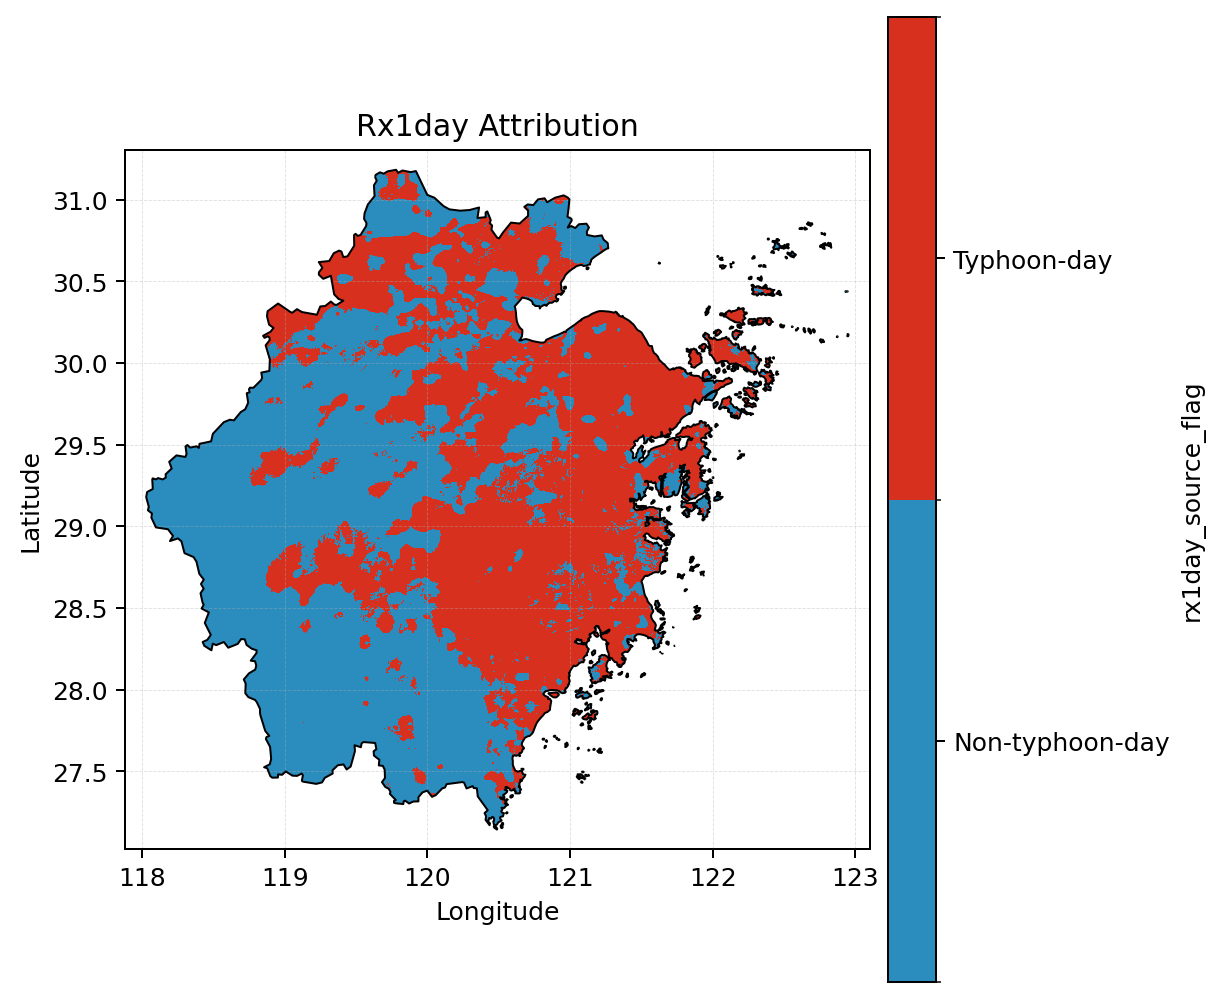 Rx1day Attribution
31.0
30.5
30.0
29.5
29.0
28.5
28.0
27.5
Latitude
118
119
120
121
122
123
Longitude
Typhoon-day
Non-typhoon-day
rx1day_source_flag